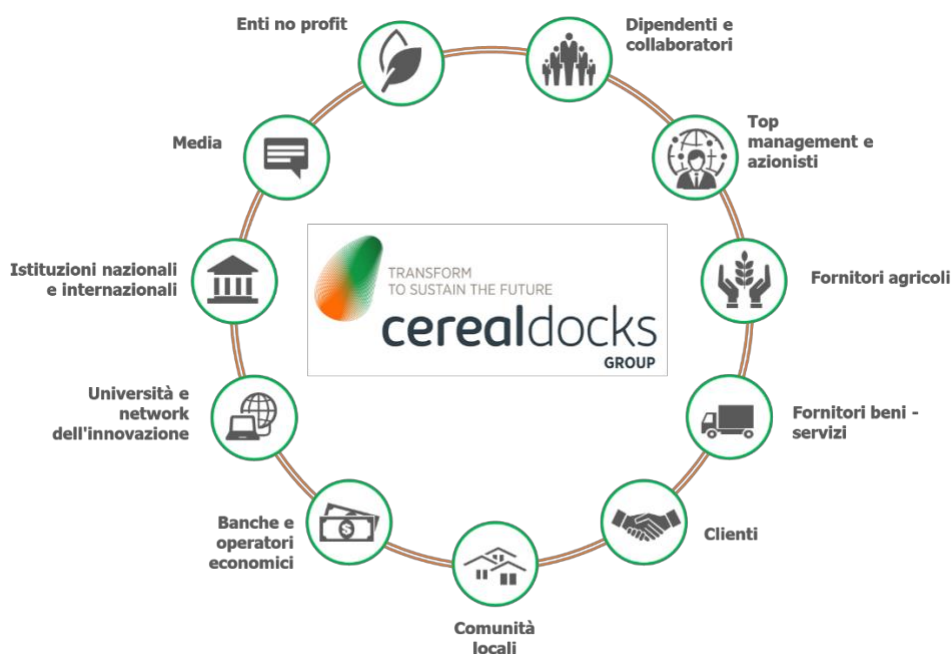 Enti no profit
Dipendenti e
collaboratori
Top
management e
azionisti
Fornitori agricoli
Fornitori beni -
servizi
Clienti
Comunità
locali
Banche e
operatori
economici
Università e
network
dell'innovazione
Istituzioni nazionali
e internazionali
Media
TRANSFORM
TO SUSTAIN THE FUTURE
cerealdocks
GROUP
$